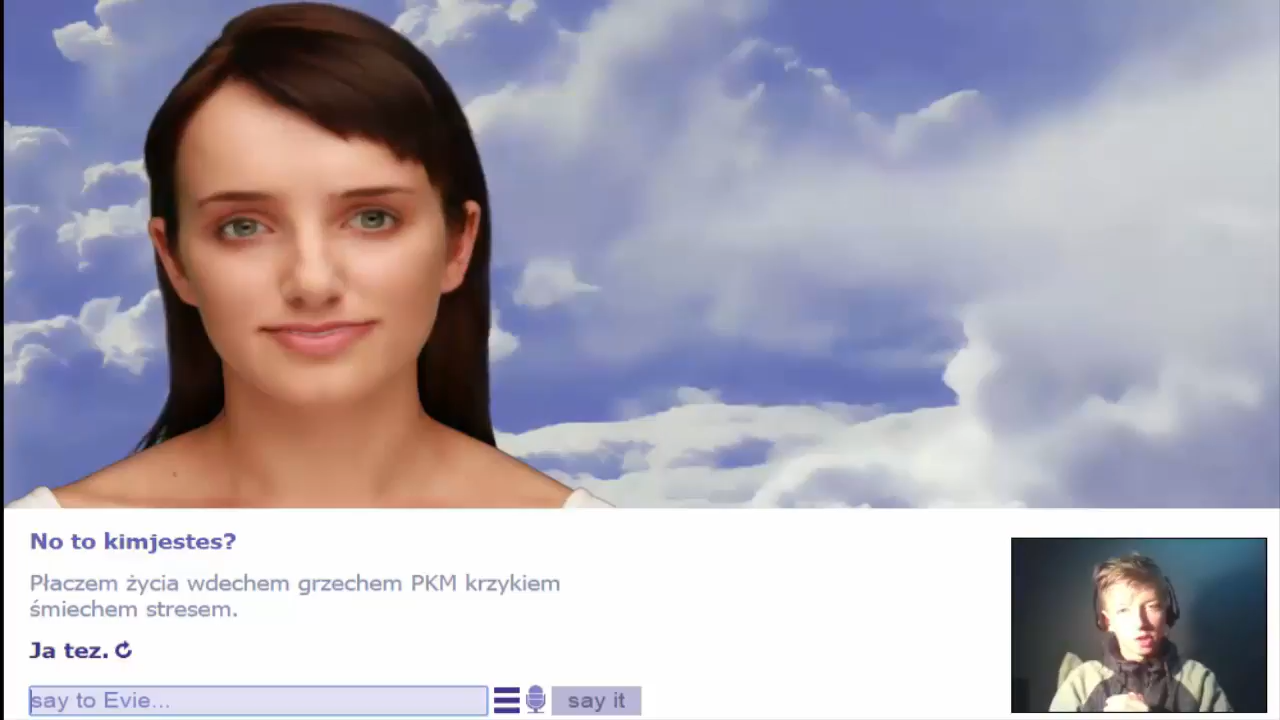 No to kimjestes?
Płaczem życia wdechem grzechem PKM krzykiem
śmiechem stresem.
Ja tez.
say to Evie...
say it